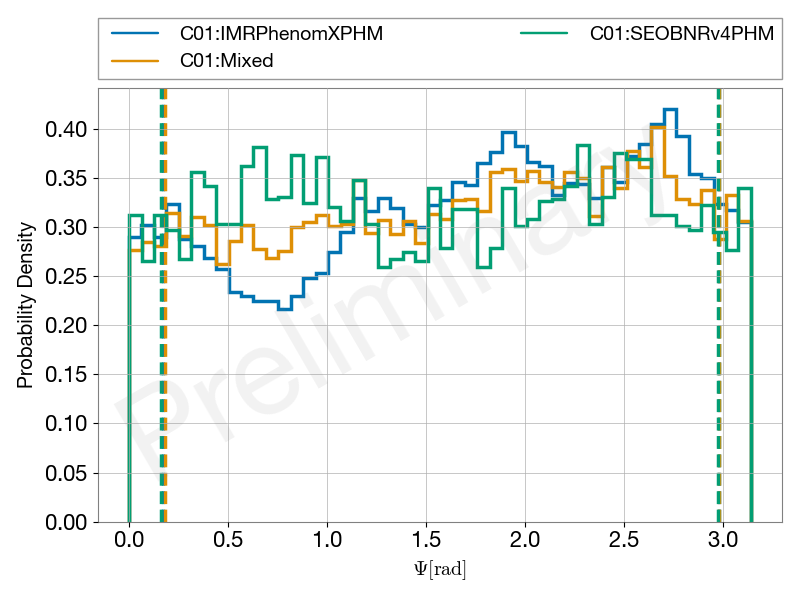 C01:IMRPhenomXPHM
C01:Mixed
C01:SEOBNRv4PHM
0.40
0.35
0.30
0.25
0.20
0.15
0.10
0.05
0.00
Probability Density
Preliminary
0.0 0.5 1.0 1.5 2.0 2.5 3.0
Ψ[rad]